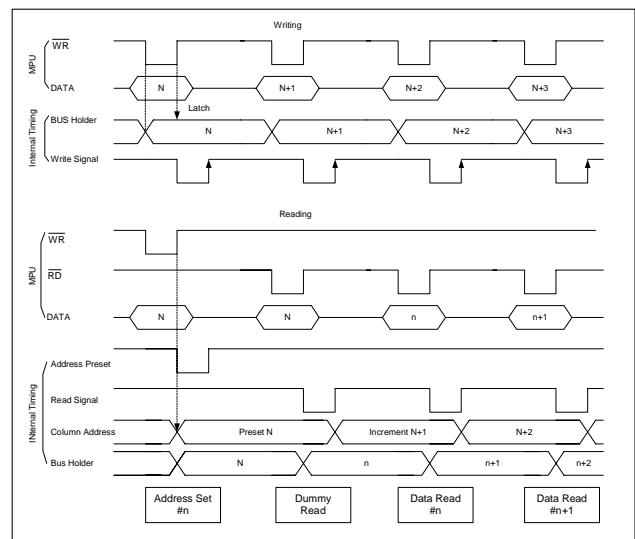 Writing
MPU
WR
DATA
N
N+1
N+2
N+3
Latch
Internal Timing
BUS Holder
N
N+1
N+2
N+3
Write Signal
Reading
MPU
WR
RD
DATA
N
N
n
n+1
INternal Timing
Address Preset
Read Signal
Column Address
Preset N
Increment N+1
N+2
Bus Holder
N
n
n+1
n+2
Address Set
#n
Dummy
Read
Data Read
#n
Data Read
#n+1